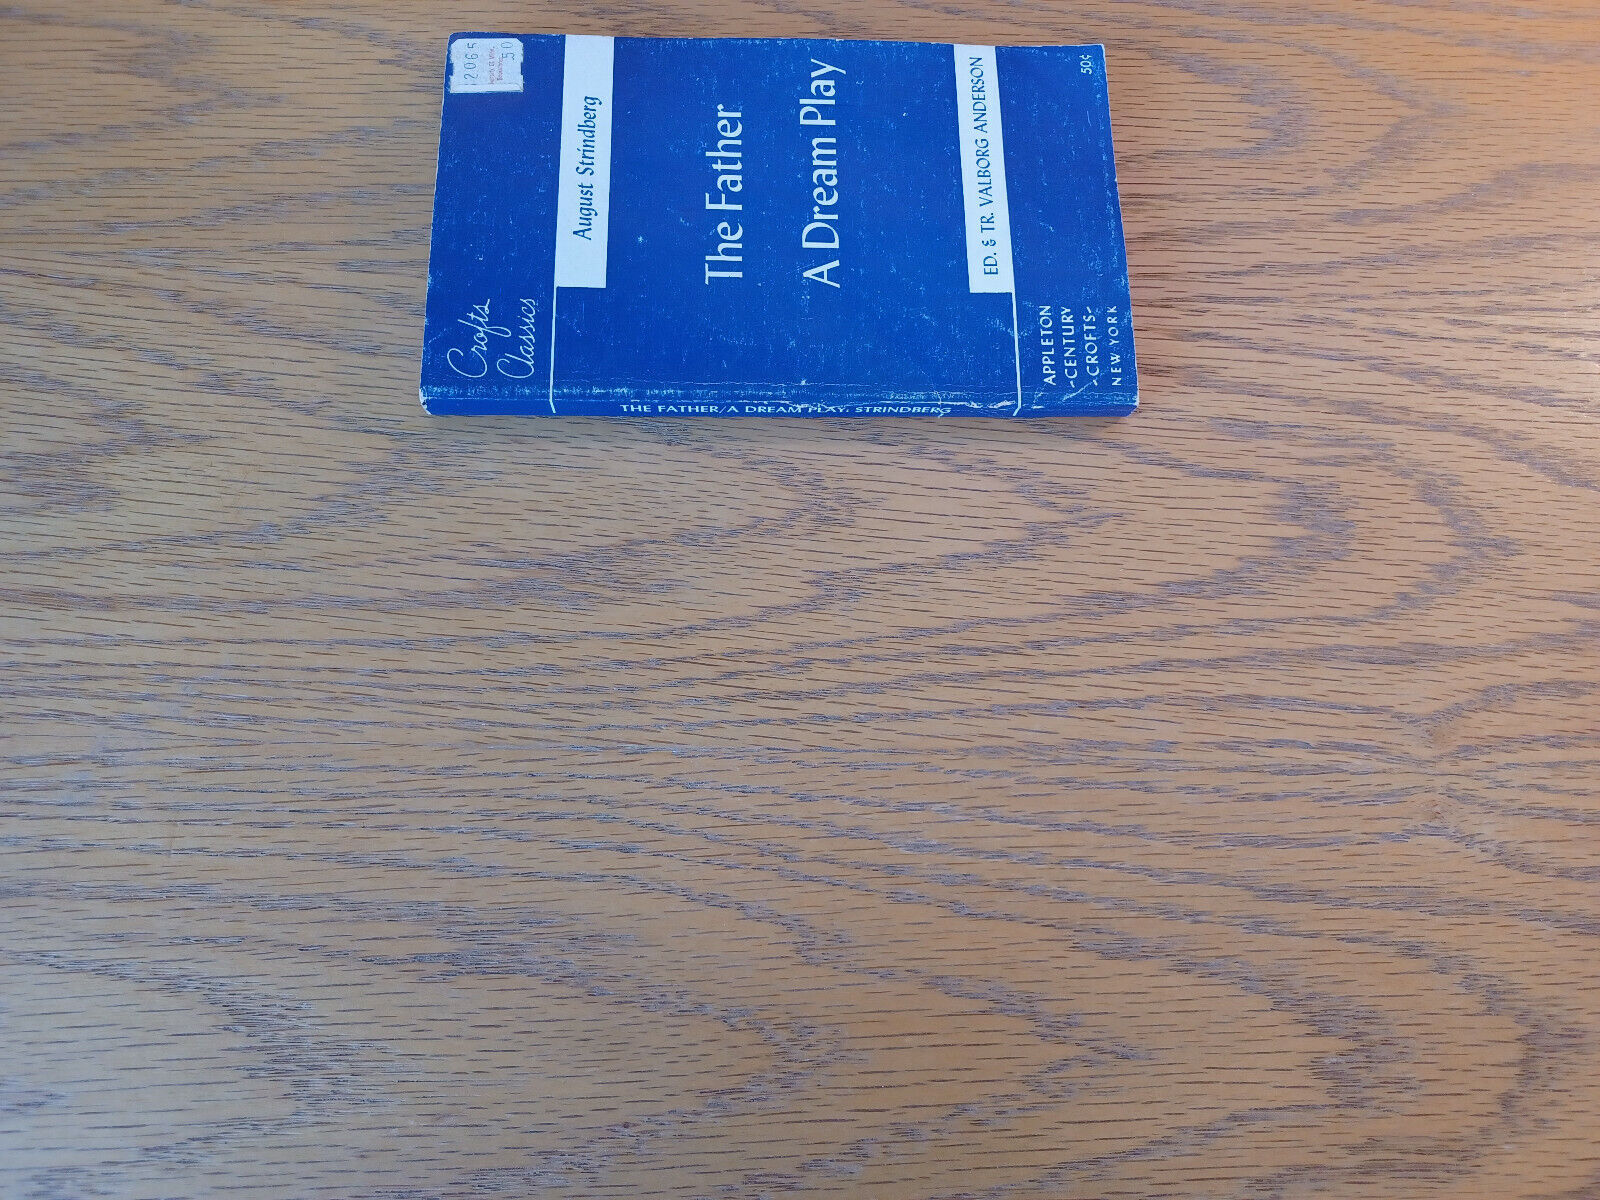 2065 50
Crofts
Classics
August Strindberg
The Father
A Dream Play
ED. & TR. VALBORG ANDERSON
50¢
APPLETON
-CENTURY
-CROFTS-
NEW YORK
THE FATHER/A DREAM PLAY. STRINDBERG